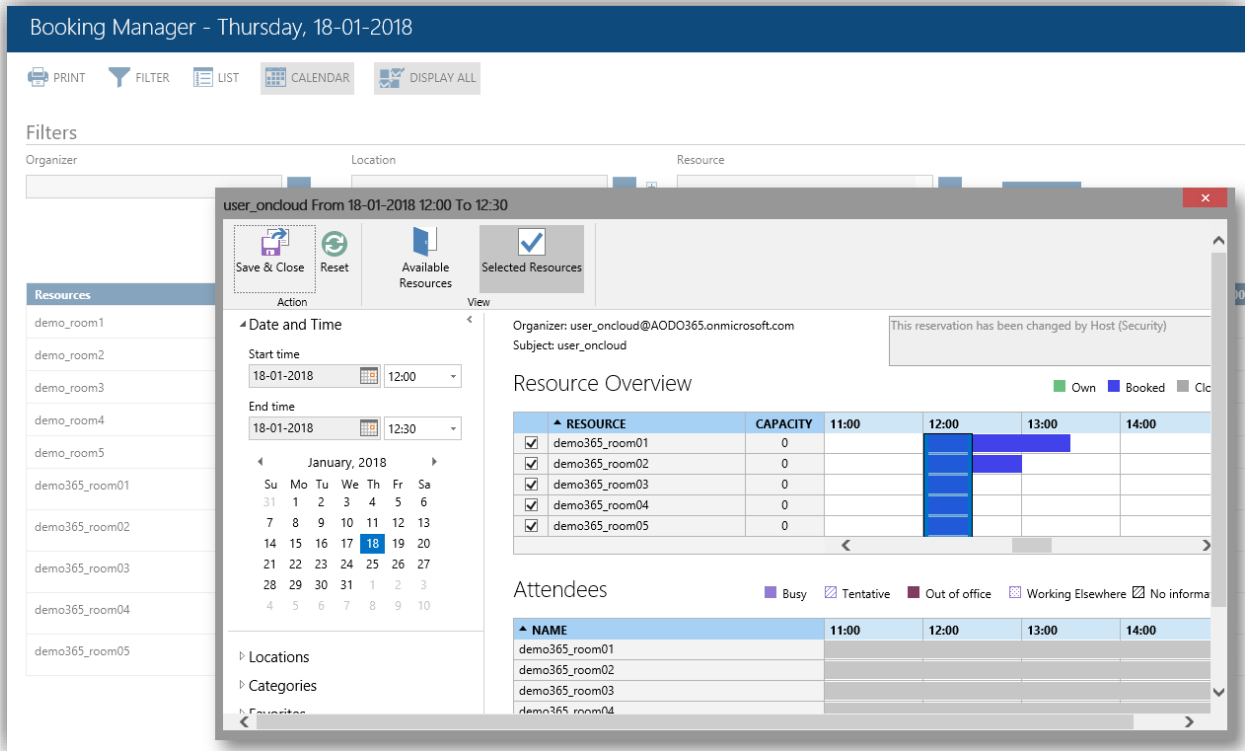 Booking Manager - Thursday, 18-01-2018
PRINT FILTER LIST CALENDAR DISPLAY ALL
Filters
Organizer Location Resource
user_oncloud From 18-01-2018 12:00 To 12:30
Save & Close Reset Available Resources Selected Resources
Action View
Resources
demo_room1
demo_room2
demo_room3
demo_room4
demo_room5
demo365_room01
demo365_room02
demo365_room03
demo365_room04
demo365_room05
Date and Time
Start time
18-01-2018 12:00
End time
18-01-2018 12:30
January, 2018
Su Mo Tu We Th Fr Sa
31 1 2 3 4 5 6
7 8 9 10 11 12 13
14 15 16 17 18 19 20
21 22 23 24 25 26 27
28 29 30 31 1 2 3
4 5 6 7 8 9 10
Locations
Categories
Favorites
Organizer: user_oncloud@AODO365.onmicrosoft.com
Subject: user_oncloud
This reservation has been changed by Host (Security)
Resource Overview
Own Booked Clo
RESOURCE CAPACITY 11:00 12:00 13:00 14:00
demo365_room01 0
demo365_room02 0
demo365_room03 0
demo365_room04 0
demo365_room05 0
Attendees
Busy Tentative Out of office Working Elsewhere No informa
NAME 11:00 12:00 13:00 14:00
demo365_room01
demo365_room02
demo365_room03
demo365_room04